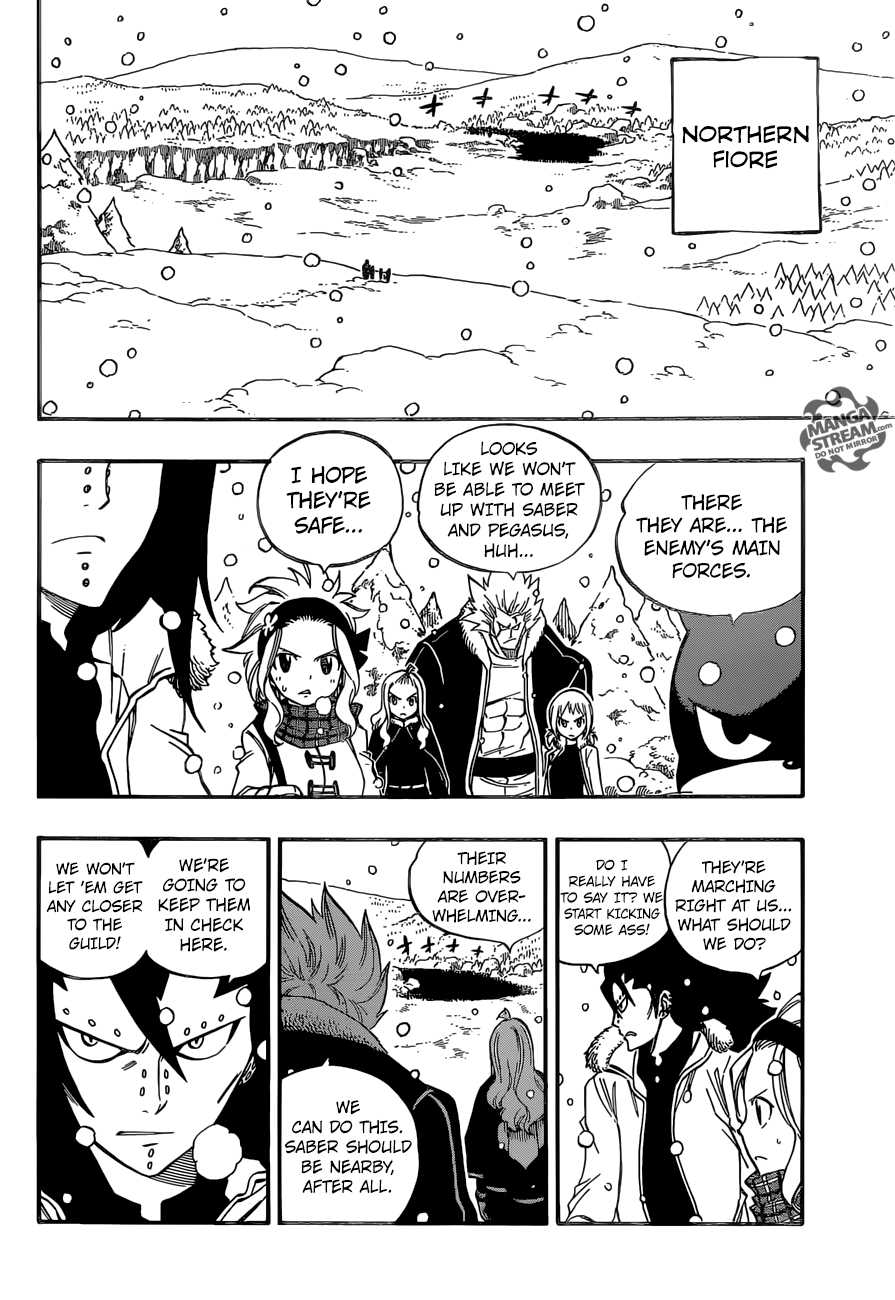 NORTHERN
FIORE
MANGA
STREAM.com
DO NOT MIRROR
THERE
THEY ARE... THE
ENEMY'S MAIN
FORCES.
LOOKS
LIKE WE WON'T
BE ABLE TO MEET
UP WITH SABER
AND PEGASUS,
HUH...
I HOPE
THEY'RE
SAFE...
THEY'RE
MARCHING
RIGHT AT US...
WHAT SHOULD
WE DO?
DO I
REALLY HAVE
TO SAY IT? WE
START KICKING
SOME ASS!
THEIR
NUMBERS
ARE OVER-
WHELMING...
WE
CAN DO THIS.
SABER SHOULD
BE NEARBY,
AFTER ALL.
WE'RE
GOING TO
KEEP THEM
IN CHECK
HERE.
WE WON'T
LET 'EM GET
ANY CLOSER
TO THE
GUILD!